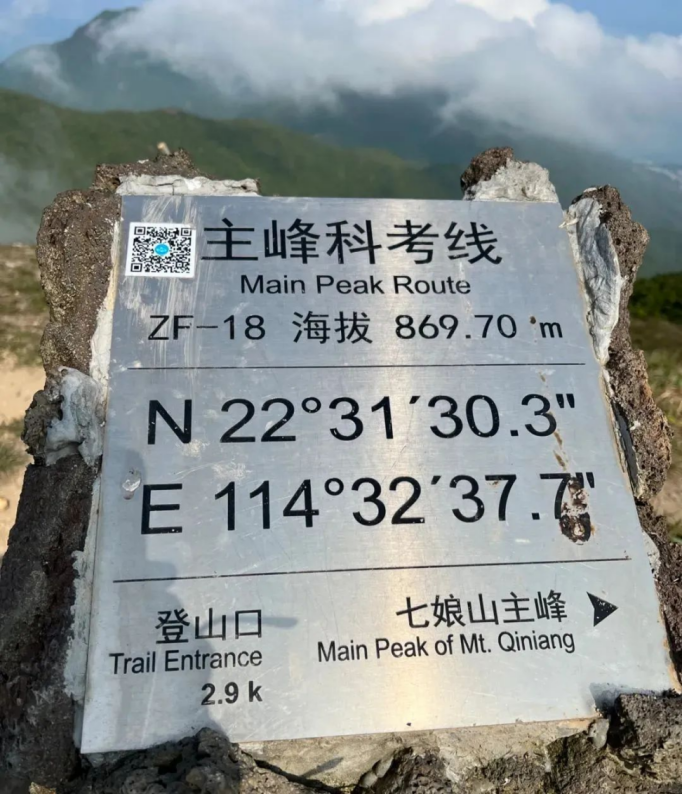 主峰科考线
Main Peak Route
ZF-18 海拔 869.70 m
N 22°31′30.3"
E 114°32′37.7"
登山口
Trail Entrance
2.9 k
七娘山主峰
Main Peak of Mt. Qiniang